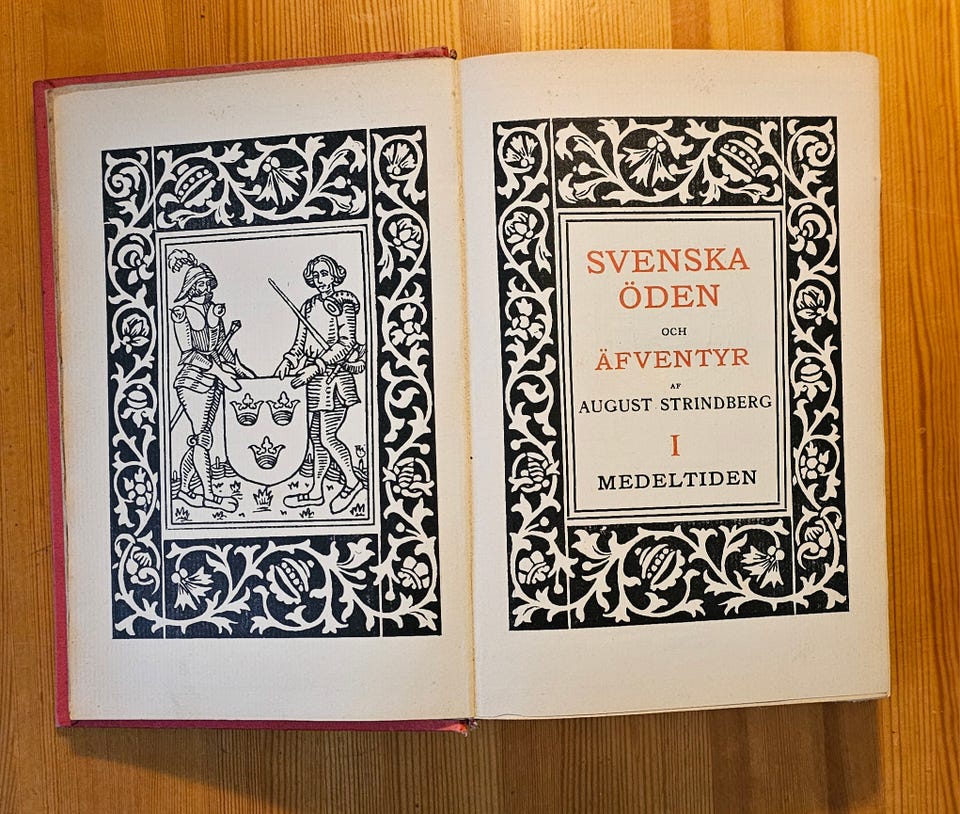 SVENSKA
ÖDEN
OCH
ÄFVENTYR
AF
AUGUST STRINDBERG
I
MEDELTIDEN